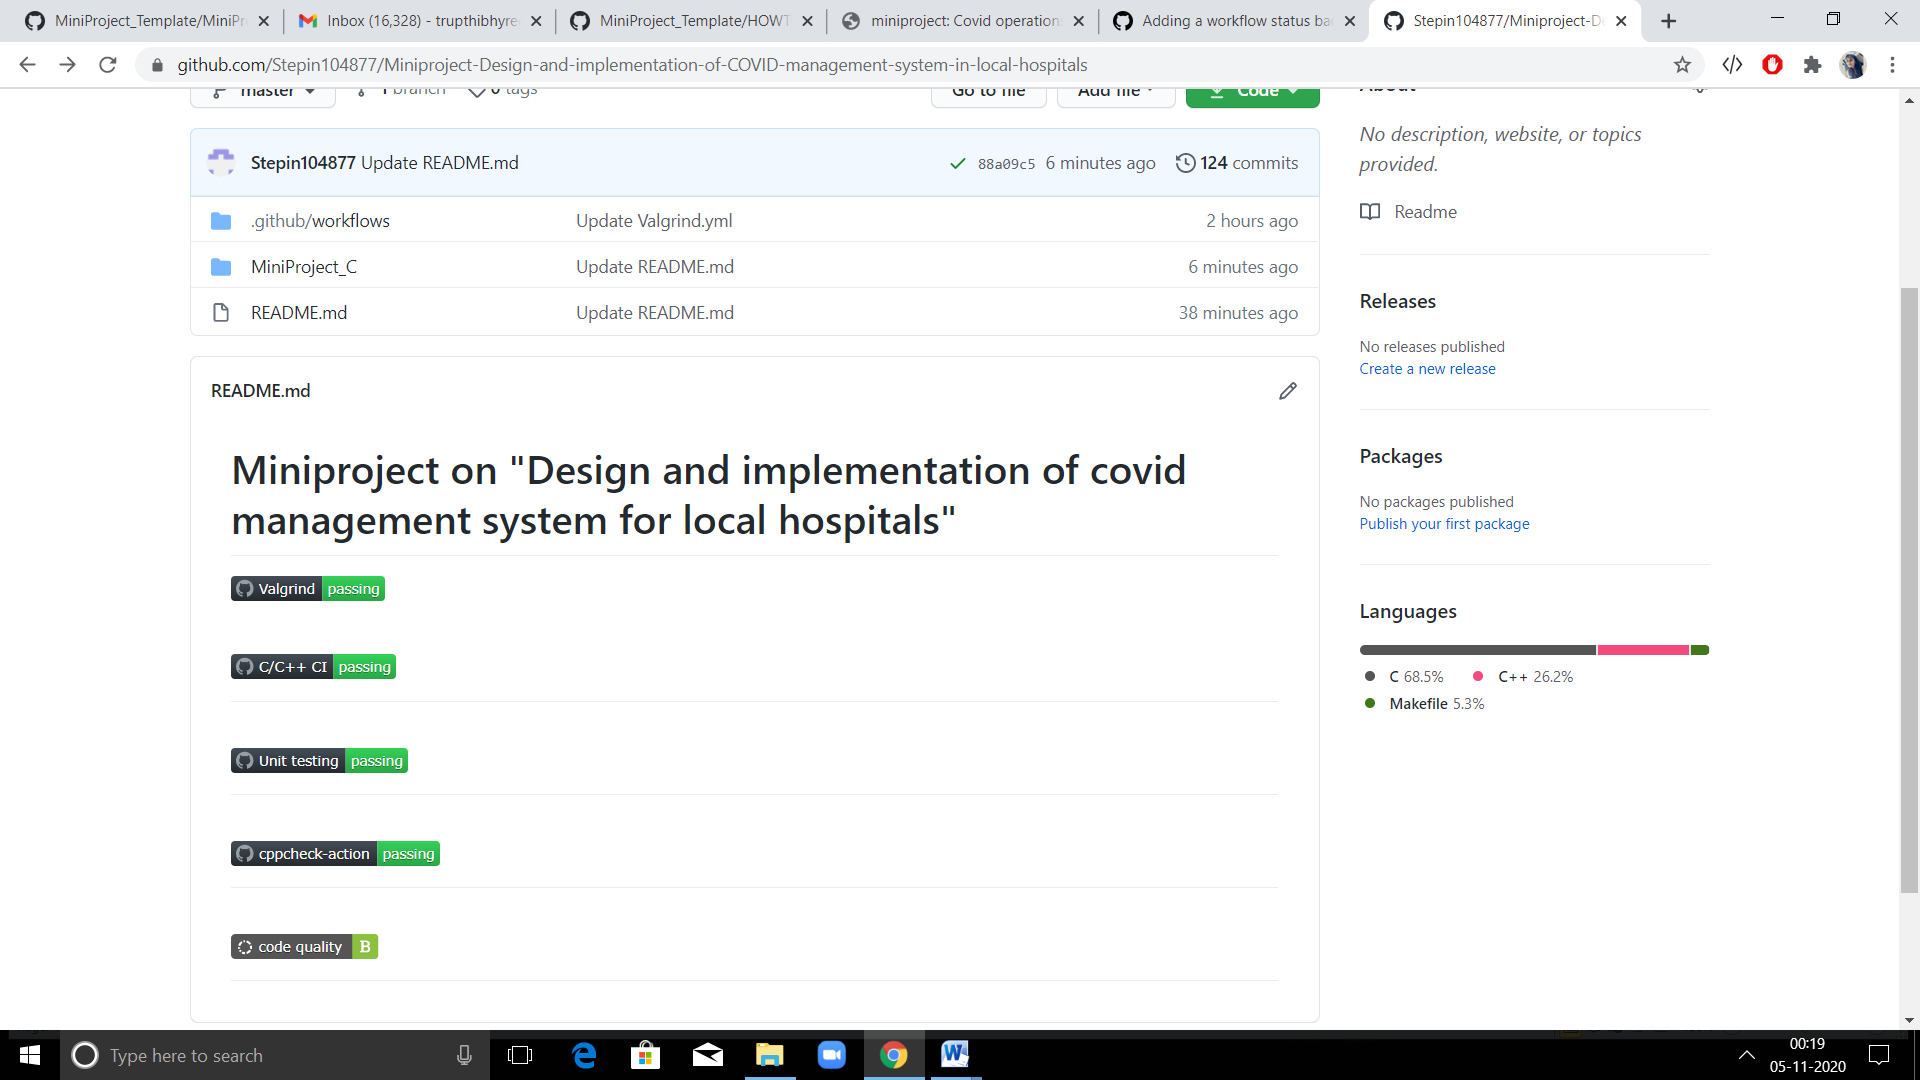 MiniProject_Template/MiniPr
Inbox (16,328) - trupthibhyre
MiniProject_Template/HOWT
miniproject: Covid operation
Adding a workflow status ba
Stepin104877/Miniproject-De
github.com/Stepin104877/Miniproject-Design-and-implementation-of-COVID-management-system-in-local-hospitals
master
1 branch
0 tags
Go to file
Add file
Code
About
Stepin104877 Update README.md
88a09c5 6 minutes ago
124 commits
.github/workflows
Update Valgrind.yml
2 hours ago
MiniProject_C
Update README.md
6 minutes ago
README.md
Update README.md
38 minutes ago
No description, website, or topics
provided.
Readme
Releases
No releases published
Create a new release
Packages
No packages published
Publish your first package
Languages
C 68.5%
C++ 26.2%
Makefile 5.3%
README.md
Miniproject on "Design and implementation of covid
management system for local hospitals"
Valgrind passing
C/C++ CI passing
Unit testing passing
cppcheck-action passing
code quality B
Type here to search
00:19
05-11-2020